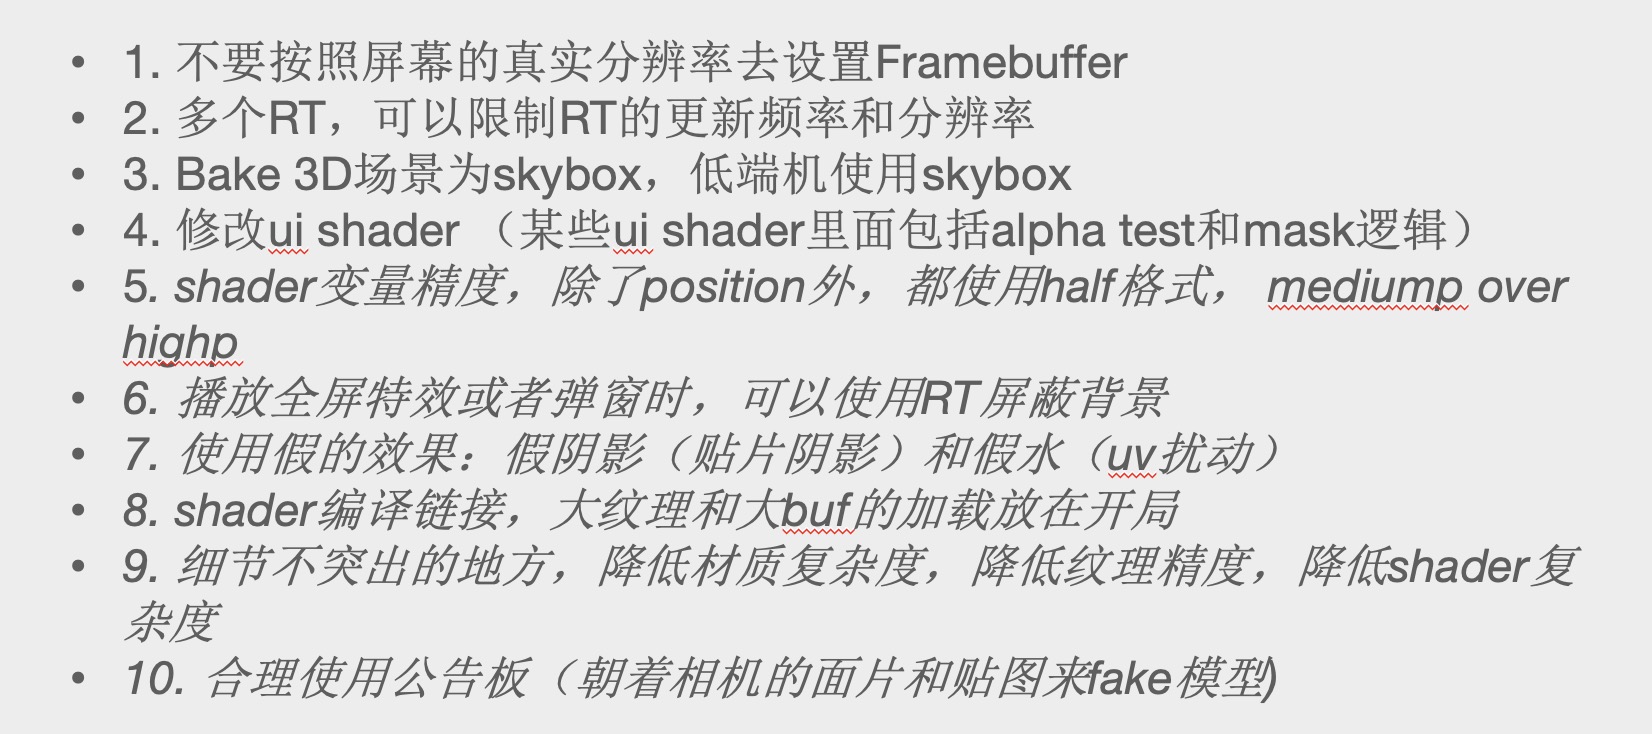 • 1. 不要按照屏幕的真实分辨率去设置Framebuffer
• 2. 多个RT，可以限制RT的更新频率和分辨率
• 3. Bake 3D场景为skybox，低端机使用skybox
• 4. 修改ui shader （某些ui shader里面包括alpha test和mask逻辑）
• 5. shader变量精度，除了position外，都使用half格式， mediump over
highp
• 6. 播放全屏特效或者弹窗时，可以使用RT屏蔽背景
• 7. 使用假的效果：假阴影（贴片阴影）和假水（uv扰动）
• 8. shader编译链接，大纹理和大buf的加载放在开局
• 9. 细节不突出的地方，降低材质复杂度，降低纹理精度，降低shader复
杂度
• 10. 合理使用公告板（朝着相机的面片和贴图来fake模型)